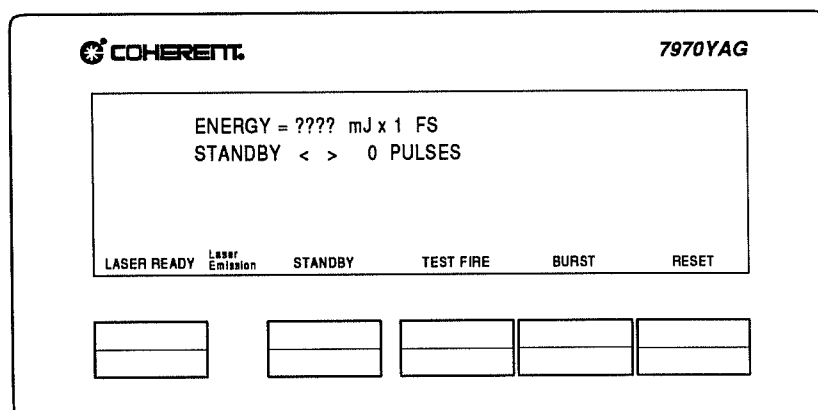 COHERENT. 7970YAG
ENERGY = ???? mJ x 1 FS
STANDBY < > 0 PULSES
LASER READY Laser Emission STANDBY TEST FIRE BURST RESET